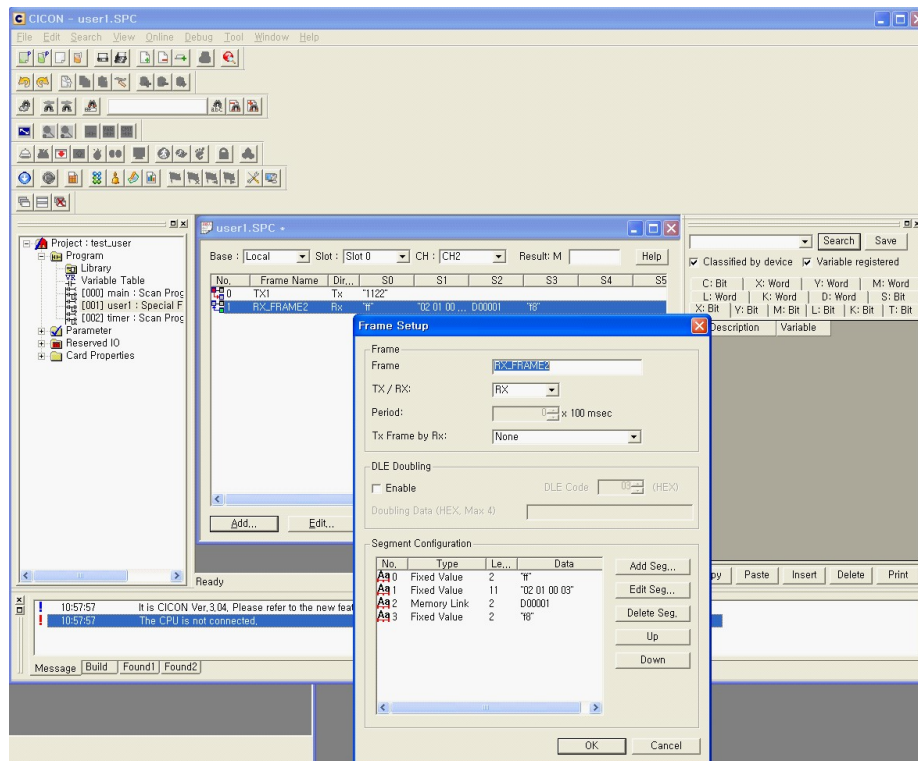 CICON - user1.SPC
File Edit Search View Online Debug Tool Window Help
Project : test_user
Program
Library
Variable Table
[000] main : Scan Prog
[001] user1 : Special F
[002] timer : Scan Prog
Parameter
Reserved IO
Card Properties
user1.SPC *
Base : Local Slot : Slot 0 CH : CH2 Result: M Help
No. Frame Name Dir... S0 S1 S2 S3 S4 S5
0 TX1 Tx "1122"
1 RX_FRAME2 Rx "ff" "02 01 00 ... D00001 "f8"
Add... Edit...
Ready
Search Save
Classified by device Variable registered
C: Bit X: Word Y: Word M: Word
L: Word K: Word D: Word S: Bit
X: Bit Y: Bit M: Bit L: Bit K: Bit T: Bit
Description Variable
Paste Insert Delete Print
Frame Setup
Frame
Frame RX_FRAME2
TX / RX: RX
Period: 0 x 100 msec
Tx Frame by Rx: None
DLE Doubling
Enable DLE Code 03 (HEX)
Doubling Data (HEX, Max 4)
Segment Configuration
No. Type Le... Data
0 Fixed Value 2 "ff"
1 Fixed Value 11 "02 01 00 03"
2 Memory Link 2 D00001
3 Fixed Value 2 "f8"
Add Seg...
Edit Seg...
Delete Seg.
Up
Down
OK Cancel
10:57:57 It is CICON Ver,3,04, Please refer to the new feat
10:57:57 The CPU is not connected,
Message Build Found1 Found2